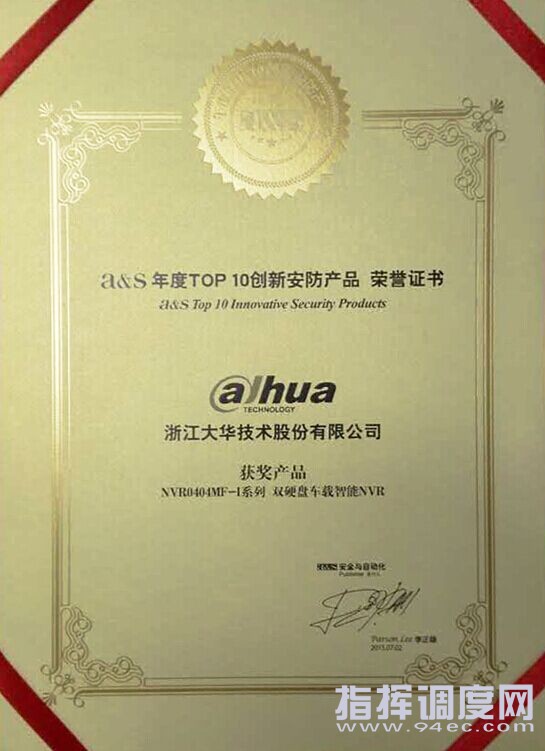 a&s 年度TOP 10创新安防产品 荣誉证书
a&s Top 10 Innovative Security Products
alhua
TECHNOLOGY
浙江大华技术股份有限公司
获奖产品
NVR0404MF-I系列 双硬盘车载智能NVR
a&s 安全与自动化
Publisher 发行人
Parson Lee 李正雄
2013.07.02
指挥调度网
www.94ec.com